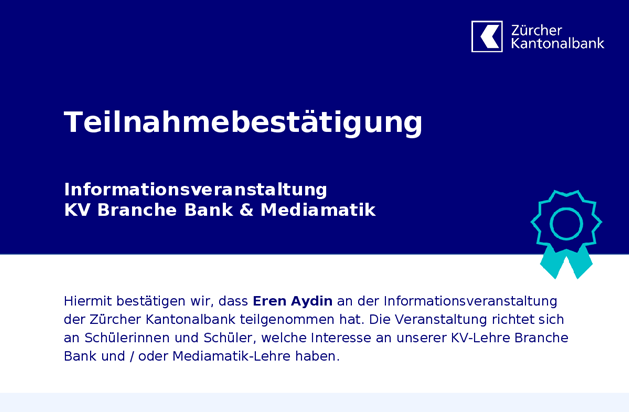 Zürcher
Kantonalbank
Teilnahmebestätigung
Informationsveranstaltung
KV Branche Bank & Mediamatik
Hiermit bestätigen wir, dass Eren Aydin an der Informationsveranstaltung
der Zürcher Kantonalbank teilgenommen hat. Die Veranstaltung richtet sich
an Schülerinnen und Schüler, welche Interesse an unserer KV-Lehre Branche
Bank und / oder Mediamatik-Lehre haben.